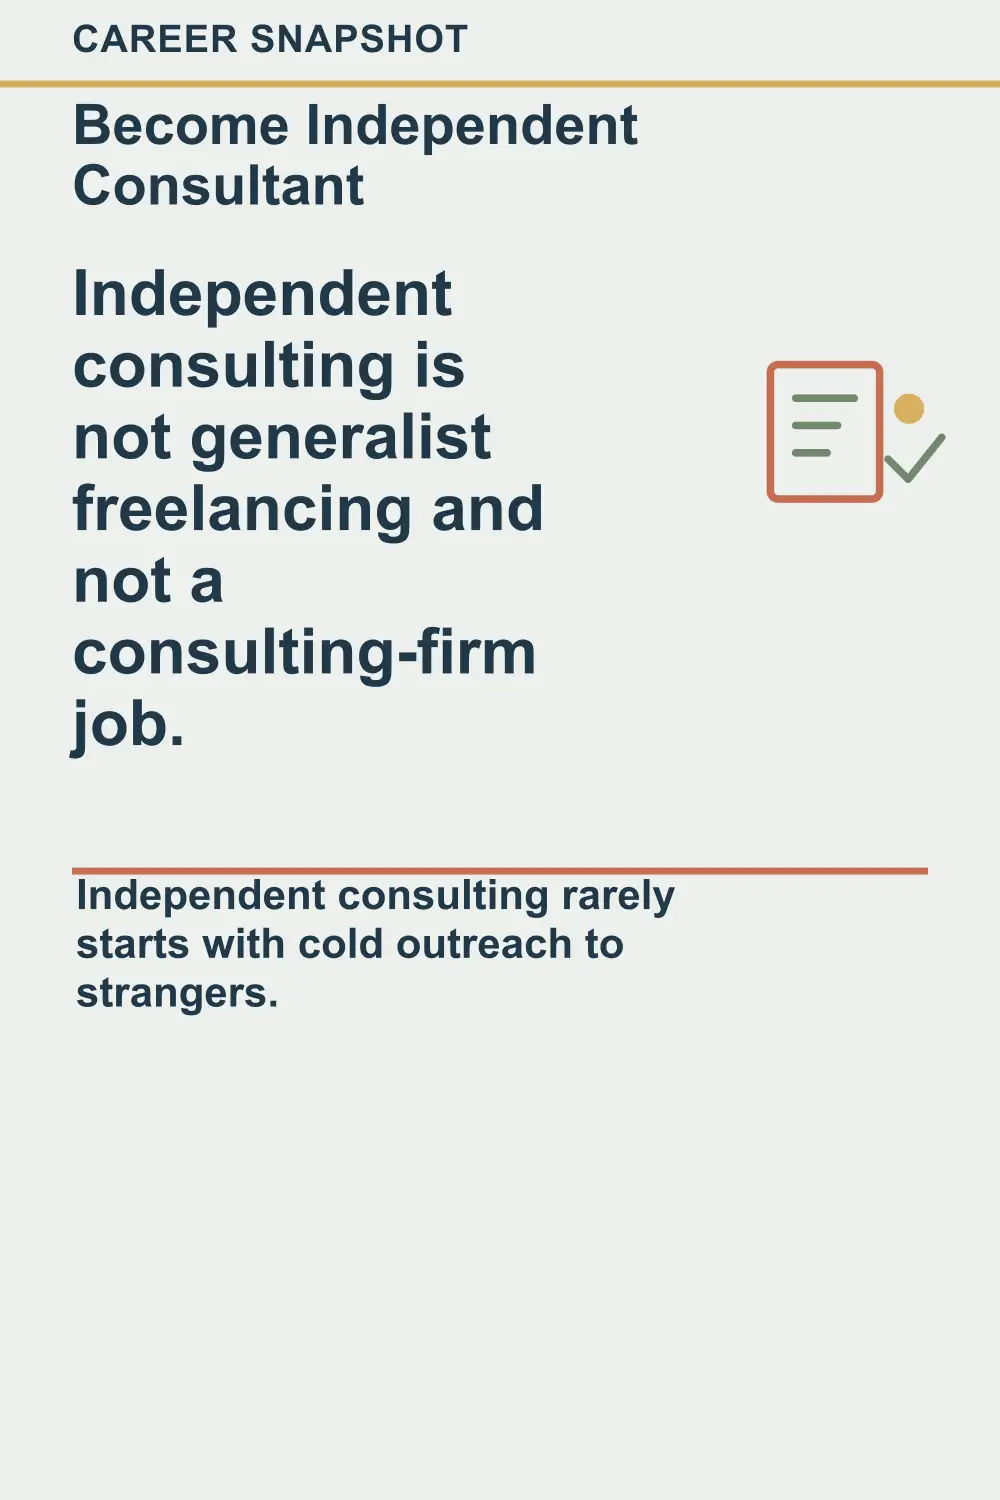 CAREER SNAPSHOT
Become Independent
Consultant
Independent
consulting is
not generalist
freelancing and
not a
consulting-firm
job.
Independent consulting rarely
starts with cold outreach to
strangers.